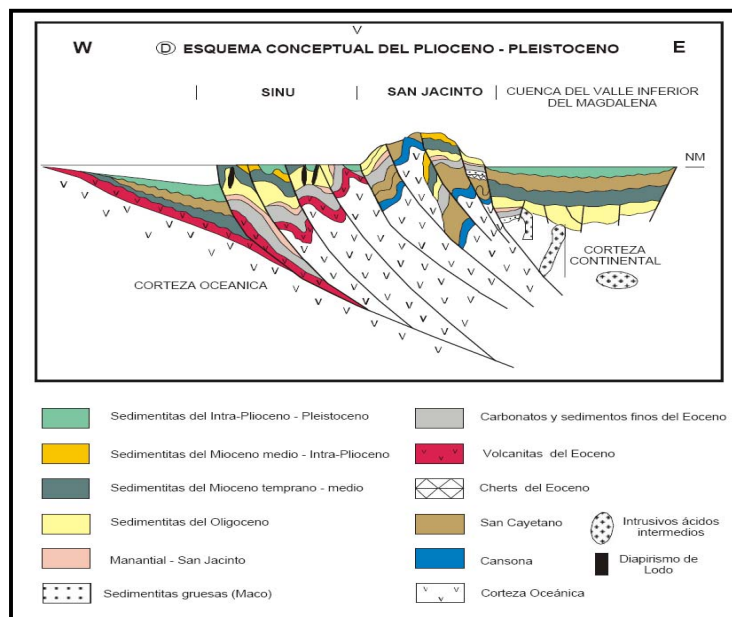 W Ⓓ ESQUEMA CONCEPTUAL DEL PLIOCENO - PLEISTOCENO E
SINU SAN JACINTO CUENCA DEL VALLE INFERIOR
DEL MAGDALENA
NM
CORTEZA OCEANICA
CORTEZA
CONTINENTAL
Sedimentitas del Intra-Plioceno - Pleistoceno
Sedimentitas del Mioceno medio - Intra-Plioceno
Sedimentitas del Mioceno temprano - medio
Sedimentitas del Oligoceno
Manantial - San Jacinto
Sedimentitas gruesas (Maco)
Carbonatos y sedimentos finos del Eoceno
Volcanitas del Eoceno
Cherts del Eoceno
San Cayetano
Cansona
Corteza Oceánica
Intrusivos ácidos
intermedios
Diapirismo de
Lodo